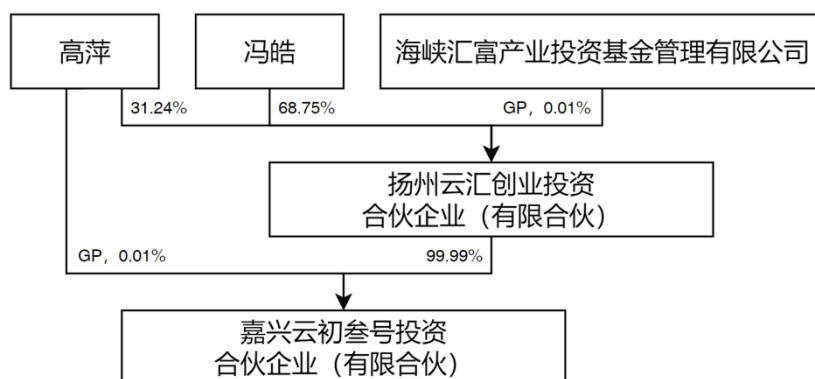 高萍
冯皓
海峡汇富产业投资基金管理有限公司
31.24%
68.75%
GP，0.01%
扬州云汇创业投资
合伙企业（有限合伙）
GP，0.01%
99.99%
嘉兴云初叁号投资
合伙企业（有限合伙）